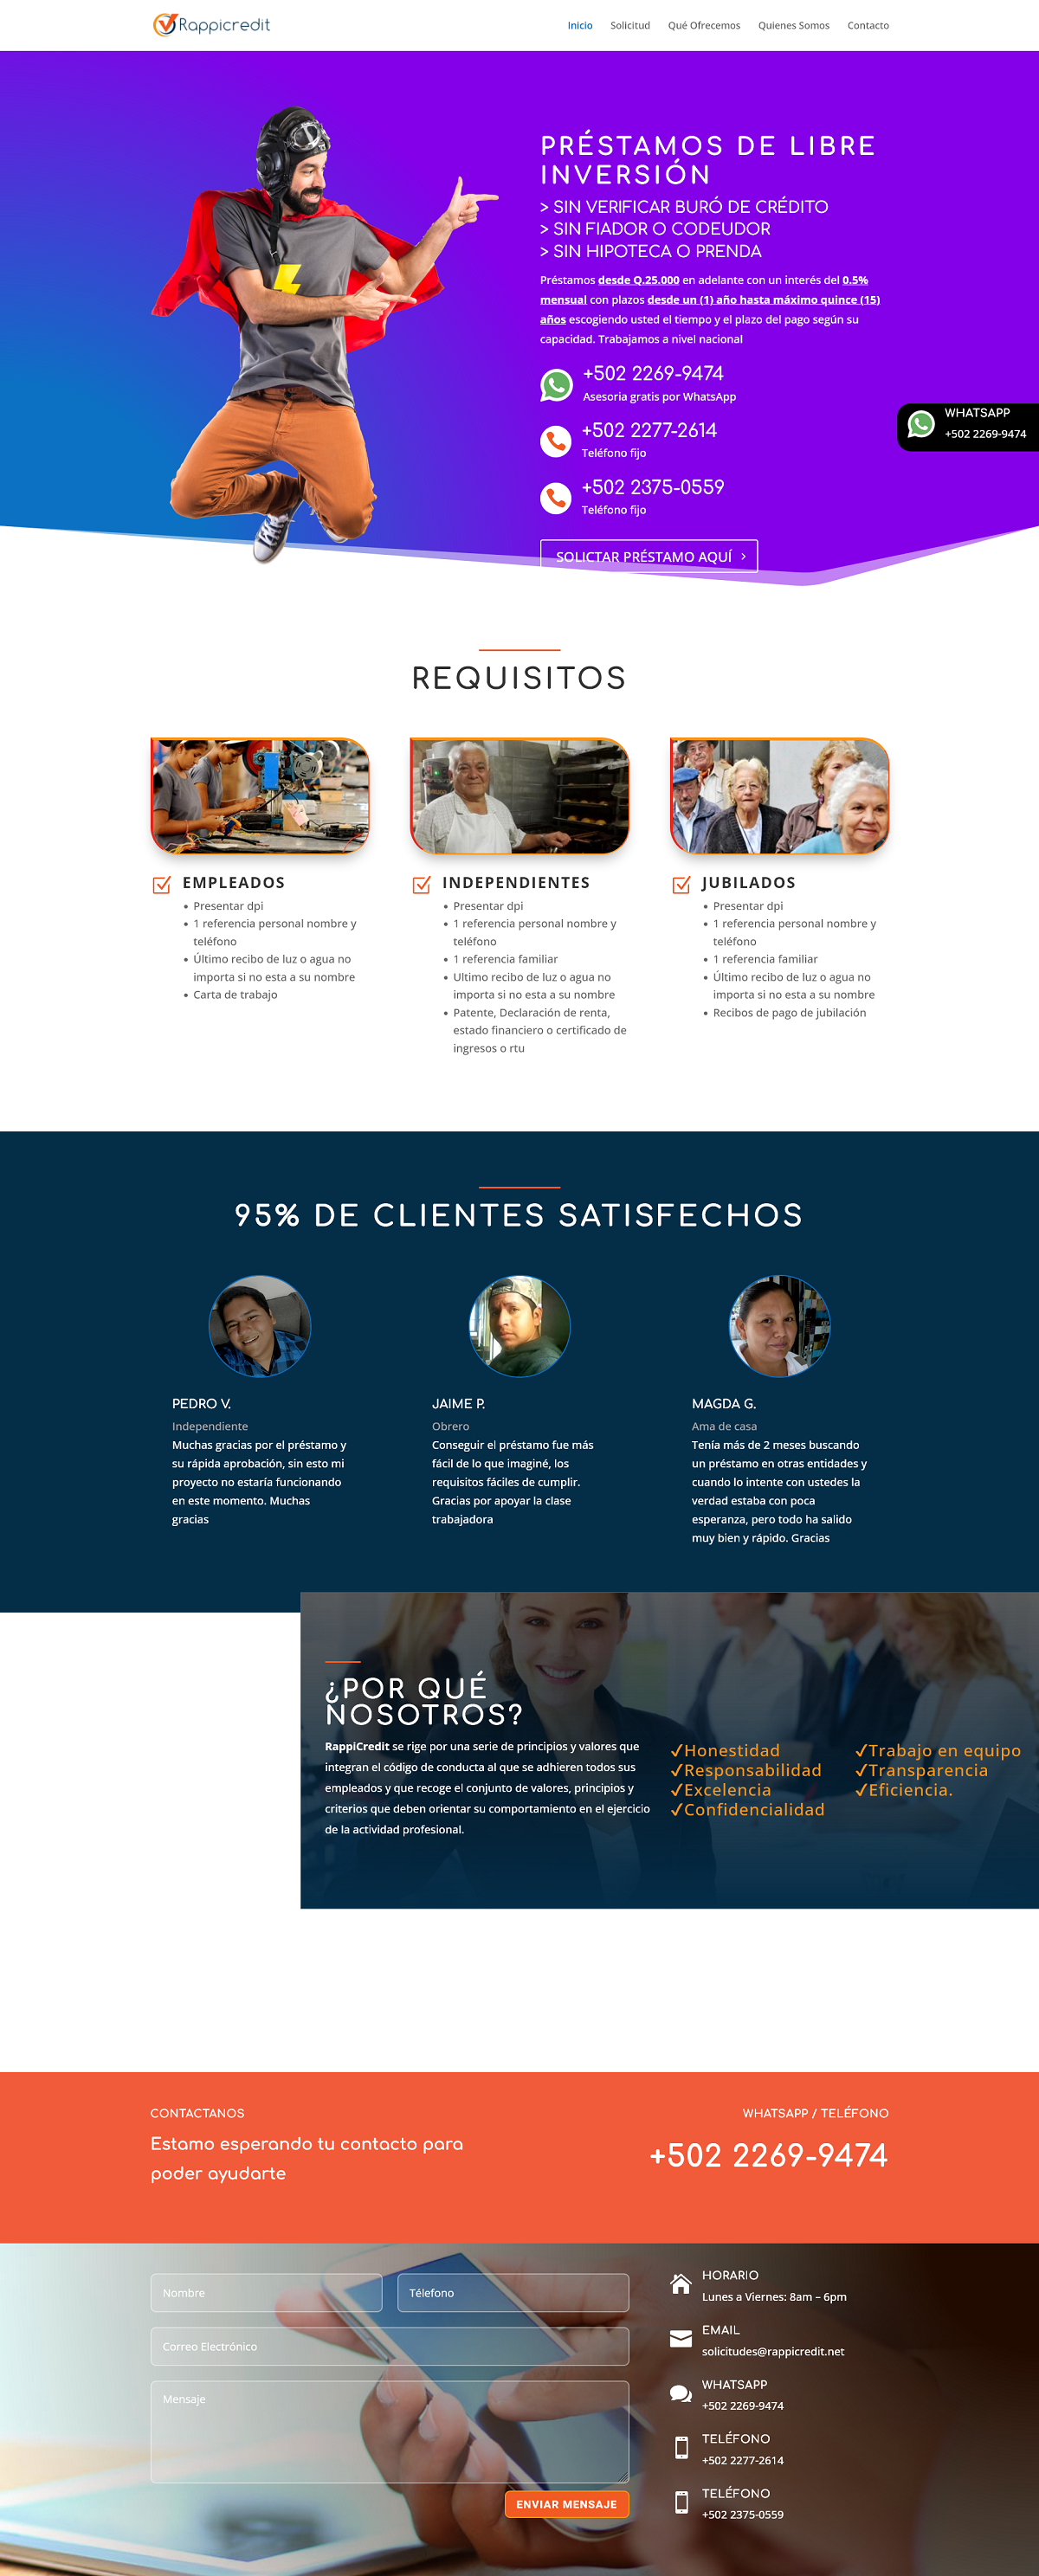 Rappicredit
Inicio Solicitud Qué Ofrecemos Quienes Somos Contacto
PRÉSTAMOS DE LIBRE
INVERSIÓN
> SIN VERIFICAR BURÓ DE CRÉDITO
> SIN FIADOR O CODEUDOR
> SIN HIPOTECA O PRENDA
Préstamos desde Q.25.000 en adelante con un interés del 0.5%
mensual con plazos desde un (1) año hasta máximo quince (15)
años escogiendo usted el tiempo y el plazo del pago según su
capacidad. Trabajamos a nivel nacional
+502 2269-9474
Asesoria gratis por WhatsApp
+502 2277-2614
Teléfono fijo
+502 2375-0559
Teléfono fijo
SOLICTAR PRÉSTAMO AQUÍ
WHATSAPP
+502 2269-9474
REQUISITOS
EMPLEADOS
• Presentar dpi
• 1 referencia personal nombre y
teléfono
• Último recibo de luz o agua no
importa si no esta a su nombre
• Carta de trabajo
INDEPENDIENTES
• Presentar dpi
• 1 referencia personal nombre y
teléfono
• 1 referencia familiar
• Ultimo recibo de luz o agua no
importa si no esta a su nombre
• Patente, Declaración de renta,
estado financiero o certificado de
ingresos o rtu
JUBILADOS
• Presentar dpi
• 1 referencia personal nombre y
teléfono
• 1 referencia familiar
• Último recibo de luz o agua no
importa si no esta a su nombre
• Recibos de pago de jubilación
95% DE CLIENTES SATISFECHOS
PEDRO V.
Independiente
Muchas gracias por el préstamo y
su rápida aprobación, sin esto mi
proyecto no estaría funcionando
en este momento. Muchas
gracias
JAIME P.
Obrero
Conseguir el préstamo fue más
fácil de lo que imaginé, los
requisitos fáciles de cumplir.
Gracias por apoyar la clase
trabajadora
MAGDA G.
Ama de casa
Tenía más de 2 meses buscando
un préstamo en otras entidades y
cuando lo intente con ustedes la
verdad estaba con poca
esperanza, pero todo ha salido
muy bien y rápido. Gracias
¿POR QUÉ
NOSOTROS?
RappiCredit se rige por una serie de principios y valores que
integran el código de conducta al que se adhieren todos sus
empleados y que recoge el conjunto de valores, principios y
criterios que deben orientar su comportamiento en el ejercicio
de la actividad profesional.
✓Honestidad
✓Responsabilidad
✓Excelencia
✓Confidencialidad
✓Trabajo en equipo
✓Transparencia
✓Eficiencia.
CONTACTANOS
Estamo esperando tu contacto para
poder ayudarte
WHATSAPP / TELÉFONO
+502 2269-9474
Nombre
Télefono
Correo Electrónico
Mensaje
ENVIAR MENSAJE
HORARIO
Lunes a Viernes: 8am – 6pm
EMAIL
solicitudes@rappicredit.net
WHATSAPP
+502 2269-9474
TELÉFONO
+502 2277-2614
TELÉFONO
+502 2375-0559